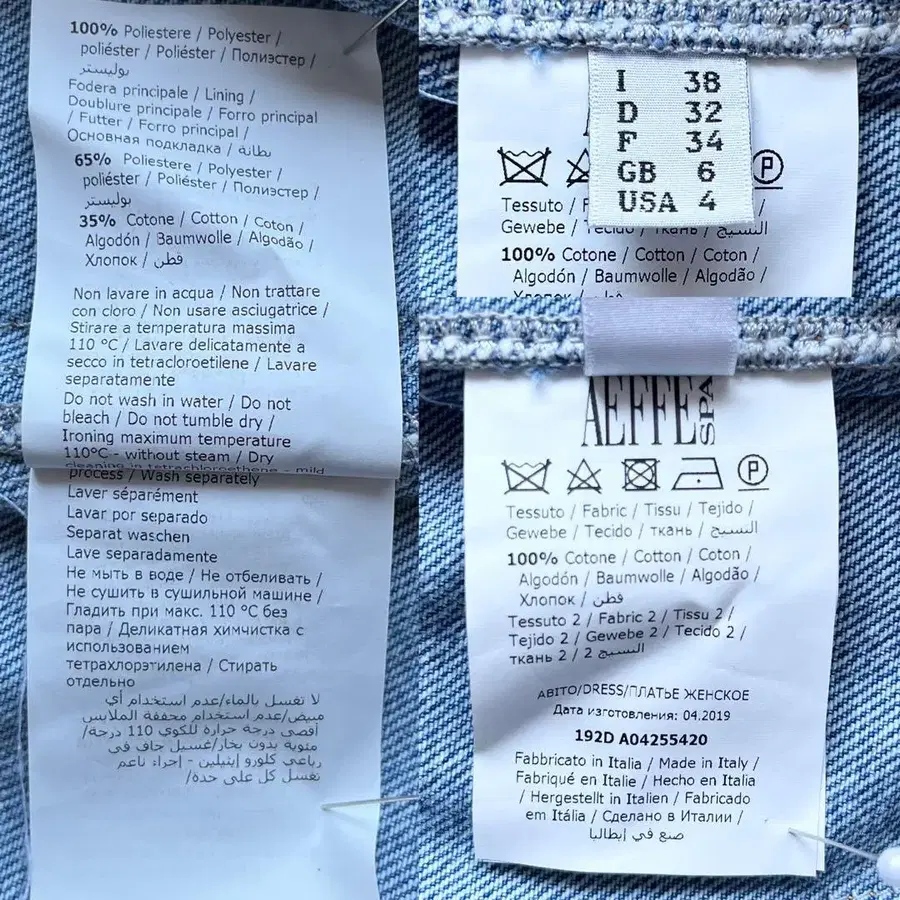 100% Poliestere / Polyester /
poliéster / Poliéster / Полиэстер /
بوليستر
Fodera principale / Lining /
Doublure principale / Forro principal
/ Futter / Forro principal /
Основная подкладка / بطانة
65% Poliestere / Polyester /
poliéster / Poliéster / Полиэстер /
بوليستر
35% Cotone / Cotton / Coton /
Algodón / Baumwolle / Algodão /
Хлопок / قطن
Non lavare in acqua / Non trattare
con cloro / Non usare asciugatrice /
Stirare a temperatura massima
110 °C / Lavare delicatamente a
secco in tetracloroetilene / Lavare
separatamente
Do not wash in water / Do not
bleach / Do not tumble dry /
Ironing maximum temperature
110°C - without steam / Dry
cleaning in tetrachloroethene - mild
process / Wash separately
Laver séparément
Lavar por separado
Separat waschen
Lave separadamente
Не мыть в воде / Не отбеливать /
Не сушить в сушильной машине /
Гладить при макс. 110 °C без
пара / Деликатная химчистка с
использованием
тетрахлорэтилена / Стирать
отдельно
لا تغسل بالماء/عدم استخدام أي
مبيض/عدم استخدام مجففة الملابس
أقصى درجة حرارة للكوي 110 درجة/
مئوية بدون بخار/غسيل جاف في
رباعي كلورو إيثيلين - إجراء ناعم
تغسل كل على حدة/
I 38
D 32
F 34
GB 6
USA 4
P
Tessuto / F
Gewebe / Tecido / ткань / النسيج
100% Cotone / Cotton / Coton /
Algodón / Baumwolle / Algodão /
Хлопок / قطن
AEFFE SPA
P
Tessuto / Fabric / Tissu / Tejido /
Gewebe / Tecido / ткань / النسيج
100% Cotone / Cotton / Coton /
Algodón / Baumwolle / Algodão /
Хлопок / قطن
Tessuto 2 / Fabric 2 / Tissu 2 /
Tejido 2 / Gewebe 2 / Tecido 2 /
ткань 2 / النسيج 2
ABITO/DRESS/ПЛАТЬЕ ЖЕНСКОЕ
Дата изготовления: 04.2019
192D A04255420
Fabbricato in Italia / Made in Italy /
Fabriqué en Italie / Hecho en Italia
/ Hergestellt in Italien / Fabricado
em Itália / Сделано в Италии /
صنع في إيطاليا